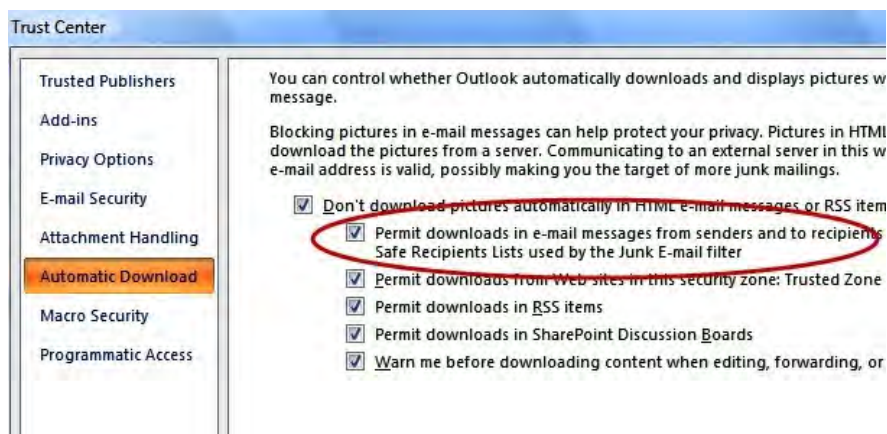 Trust Center
Trusted Publishers
Add-ins
Privacy Options
E-mail Security
Attachment Handling
Automatic Download
Macro Security
Programmatic Access
You can control whether Outlook automatically downloads and displays pictures w
message.
Blocking pictures in e-mail messages can help protect your privacy. Pictures in HTML
download the pictures from a server. Communicating to an external server in this w
e-mail address is valid, possibly making you the target of more junk mailings.
Don't download pictures automatically in HTML e-mail messages or RSS item
Permit downloads in e-mail messages from senders and to recipients
Safe Recipients Lists used by the Junk E-mail filter
Permit downloads from Web sites in this security zone: Trusted Zone
Permit downloads in RSS items
Permit downloads in SharePoint Discussion Boards
Warn me before downloading content when editing, forwarding, or